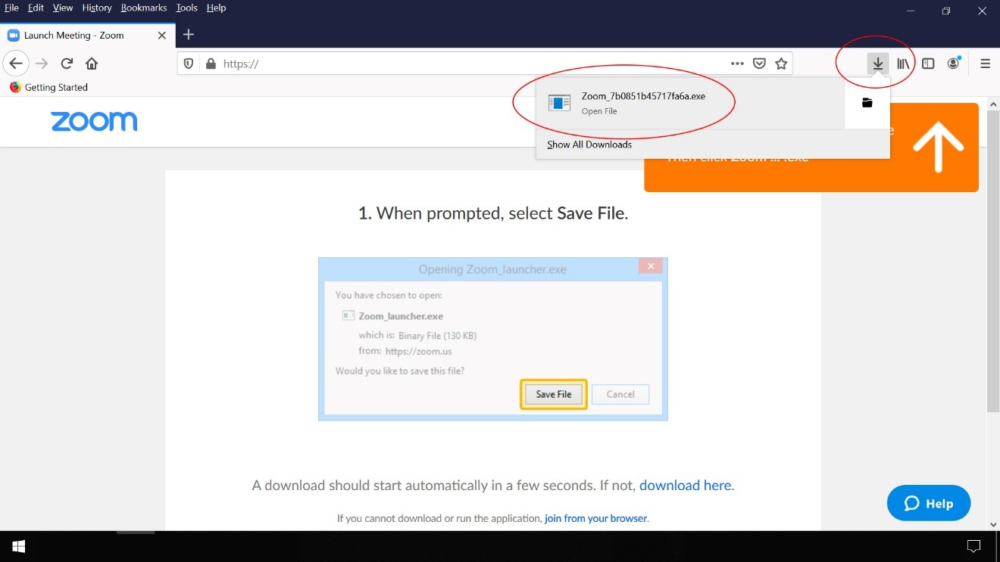 File Edit View History Bookmarks Tools Help
Launch Meeting - Zoom
https://
Getting Started
Zoom_7b0851b45717fa6a.exe
Open File
Show All Downloads
zoom
Then click Zoom ... .exe
1. When prompted, select Save File.
Opening Zoom_launcher.exe
You have chosen to open:
Zoom_launcher.exe
which is: Binary File (130 KB)
from: https://zoom.us
Would you like to save this file?
Save File Cancel
A download should start automatically in a few seconds. If not, download here.
If you cannot download or run the application, join from your browser.
Help